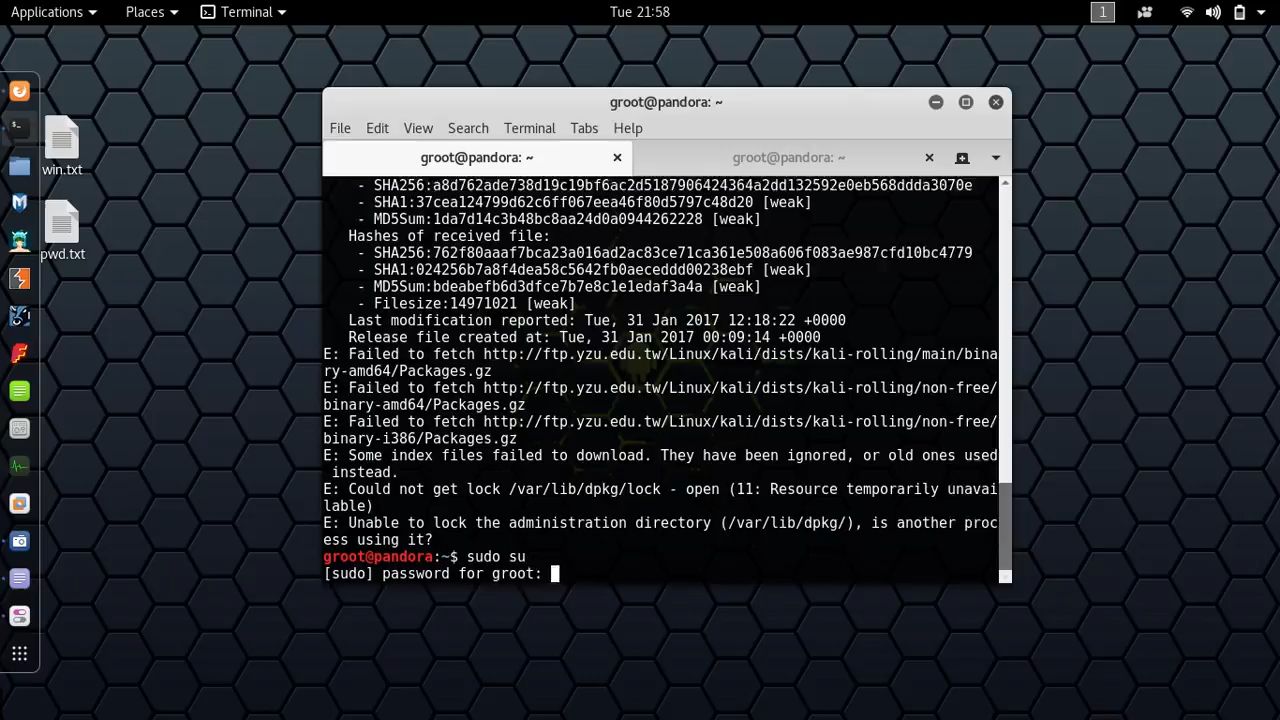 Applications Places Terminal Tue 21:58 1
win.txt
pwd.txt
groot@pandora: ~
File Edit View Search Terminal Tabs Help
groot@pandora: ~ groot@pandora: ~
- SHA256:a8d762ade738d19c19bf6ac2d5187906424364a2dd132592e0eb568ddda3070e
- SHA1:37cea124799d62c6ff067eea46f80d5797c48d20 [weak]
- MD5Sum:1da7d14c3b48bc8aa24d0a0944262228 [weak]
Hashes of received file:
- SHA256:762f80aaaf7bca23a016ad2ac83ce71ca361e508a606f083ae987cfd10bc4779
- SHA1:024256b7a8f4dea58c5642fb0aeceddd00238ebf [weak]
- MD5Sum:bdeabefb6d3dfce7b7e8c1e1edaf3a4a [weak]
- Filesize:14971021 [weak]
Last modification reported: Tue, 31 Jan 2017 12:18:22 +0000
Release file created at: Tue, 31 Jan 2017 00:09:14 +0000
E: Failed to fetch http://ftp.yzu.edu.tw/Linux/kali/dists/kali-rolling/main/bina
ry-amd64/Packages.gz
E: Failed to fetch http://ftp.yzu.edu.tw/Linux/kali/dists/kali-rolling/non-free/
binary-amd64/Packages.gz
E: Failed to fetch http://ftp.yzu.edu.tw/Linux/kali/dists/kali-rolling/non-free/
binary-i386/Packages.gz
E: Some index files failed to download. They have been ignored, or old ones used
instead.
E: Could not get lock /var/lib/dpkg/lock - open (11: Resource temporarily unavai
lable)
E: Unable to lock the administration directory (/var/lib/dpkg/), is another proc
ess using it?
groot@pandora:~$ sudo su
[sudo] password for groot: